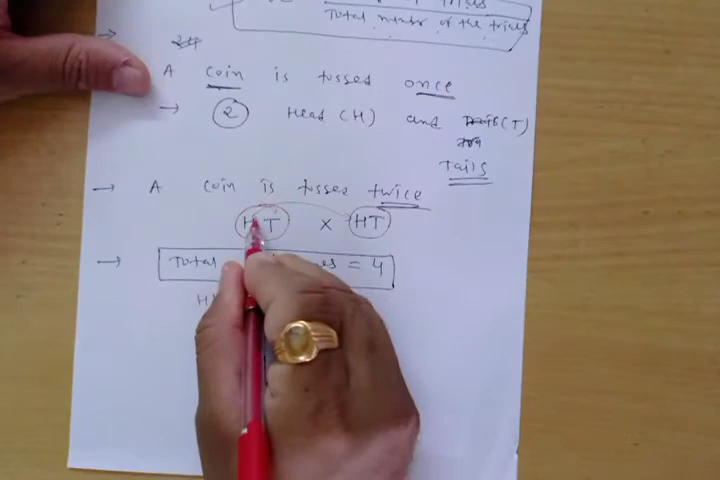 Total number of the trials
A coin is tossed once
→ 2 Head (H) and (T)
Tails
→ A coin is tossed twice
HT × HT
→ Total = 4